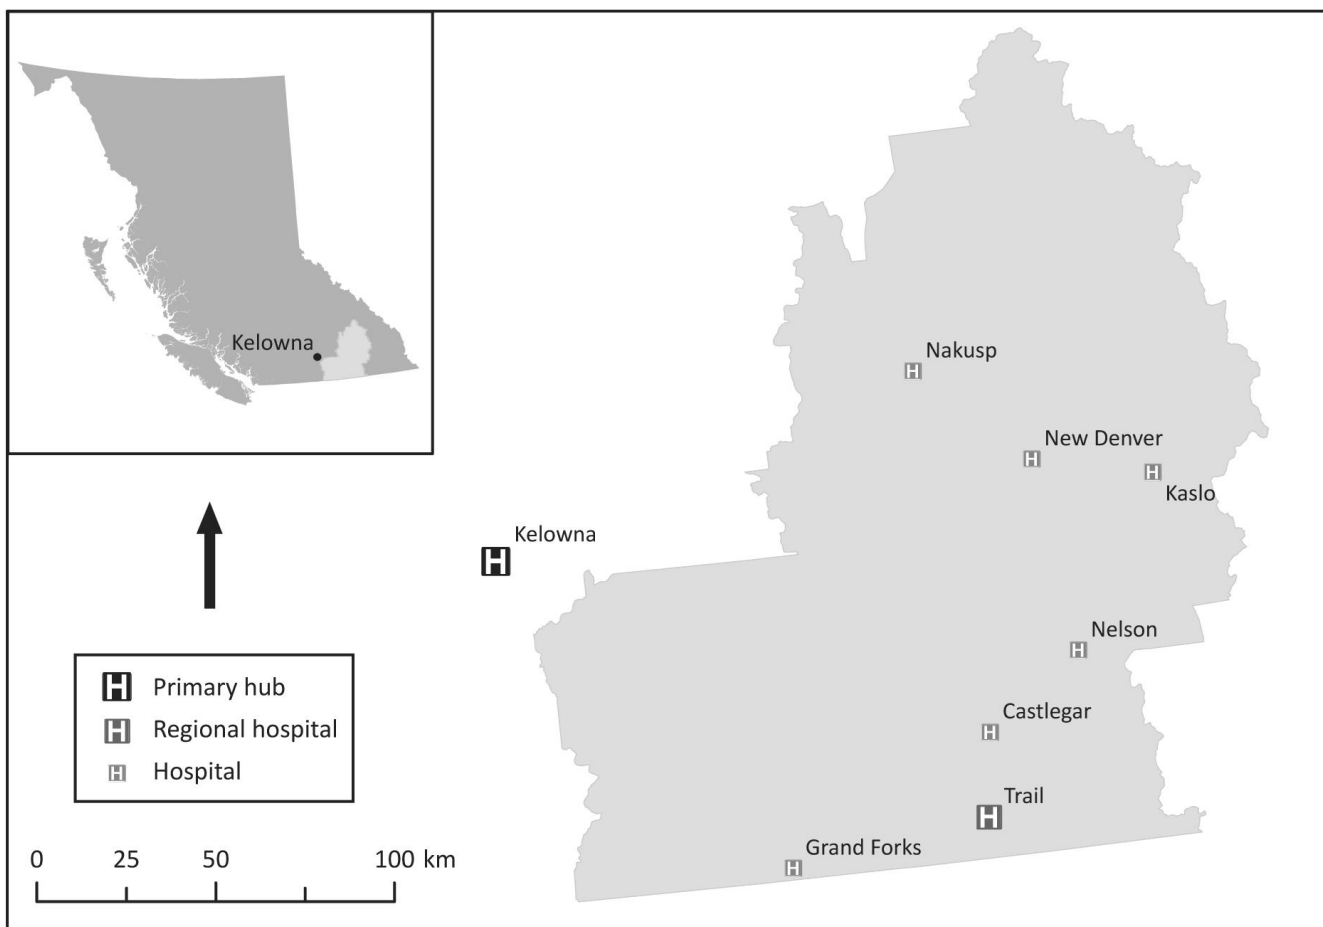 Kelowna
Nakusp
New Denver
Kaslo
Kelowna
Nelson
Castlegar
Trail
Grand Forks
H Primary hub
H Regional hospital
H Hospital
0 25 50 100 km
H
H
H
H
H
H
H
H